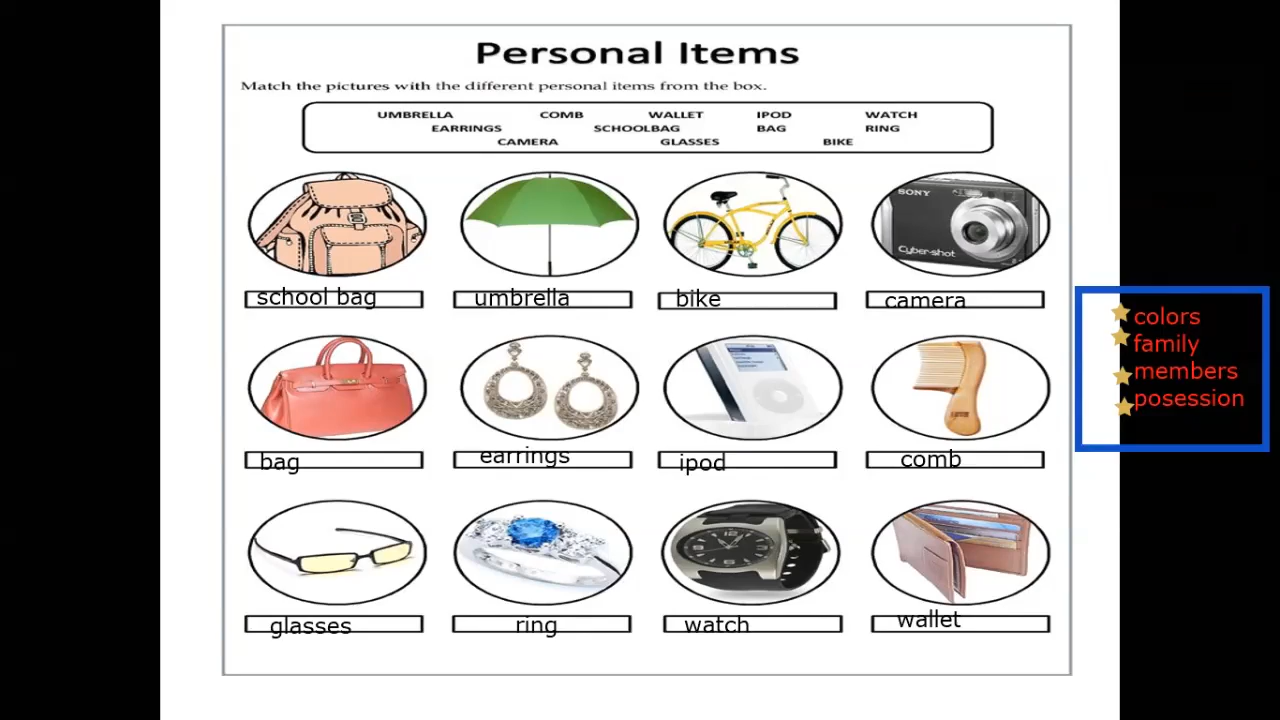 Personal Items
Match the pictures with the different personal items from the box.
UMBRELLA COMB WALLET IPOD WATCH
EARRINGS SCHOOLBAG BAG RING
CAMERA GLASSES BIKE
SONY
Cyber-shot
school bag umbrella bike camera
colors
family
members
posession
bag earrings ipod comb
glasses ring watch wallet